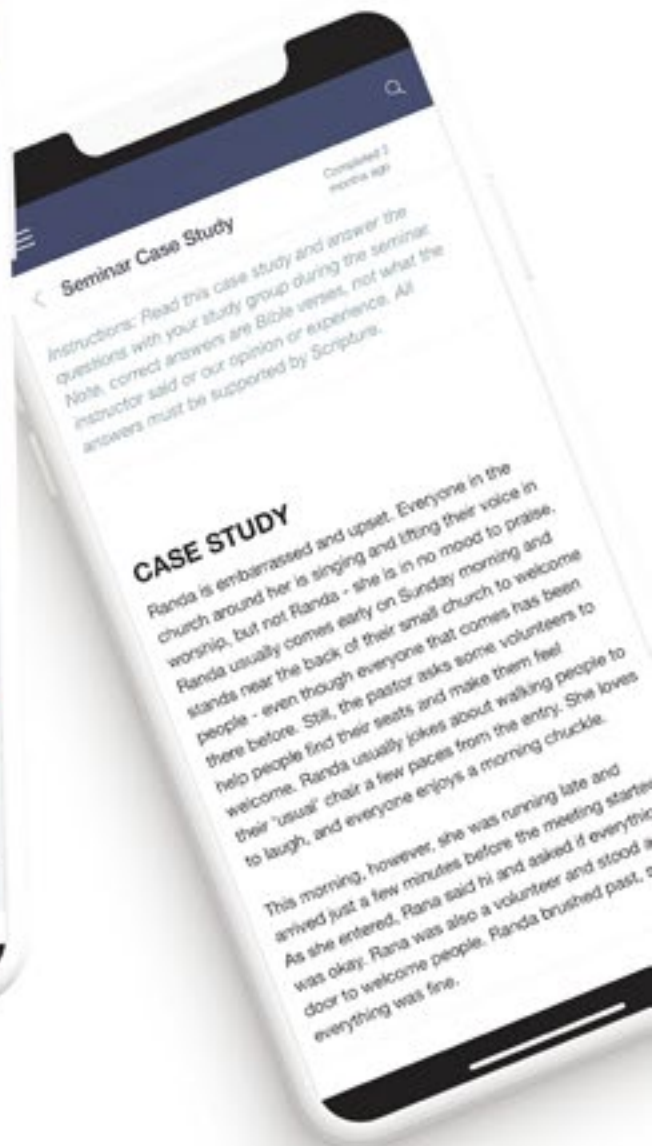 Completed 3
months ago
Seminar Case Study
Instructions: Read this case study and answer the
questions with your study group during the seminar.
Note, correct answers are Bible verses, not what the
instructor said or our opinion or experience. All
answers must be supported by Scripture.
CASE STUDY
Randa is embarrassed and upset. Everyone in the
church around her is singing and lifting their voice in
worship, but not Randa - she is in no mood to praise.
Randa usually comes early on Sunday morning and
stands near the back of their small church to welcome
people - even though everyone that comes has been
there before. Still, the pastor asks some volunteers to
help people find their seats and make them feel
welcome. Randa usually jokes about walking people to
their 'usual' chair a few paces from the entry. She loves
to laugh, and everyone enjoys a morning chuckle.
This morning, however, she was running late and
arrived just a few minutes before the meeting started
As she entered, Rana said hi and asked if everythin
was okay. Rana was also a volunteer and stood a
door to welcome people. Randa brushed past,
everything was fine.